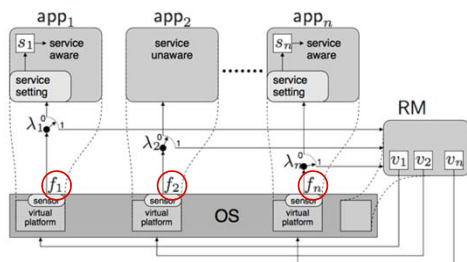 app1
app2
appn
s1
service aware
service unaware
sn
service aware
service setting
service setting
RM
λ1
0
1
λ2
0
1
λn
0
1
v1
v2
vn
f1
f2
fn
sensor
sensor
sensor
virtual platform
virtual platform
OS
virtual platform